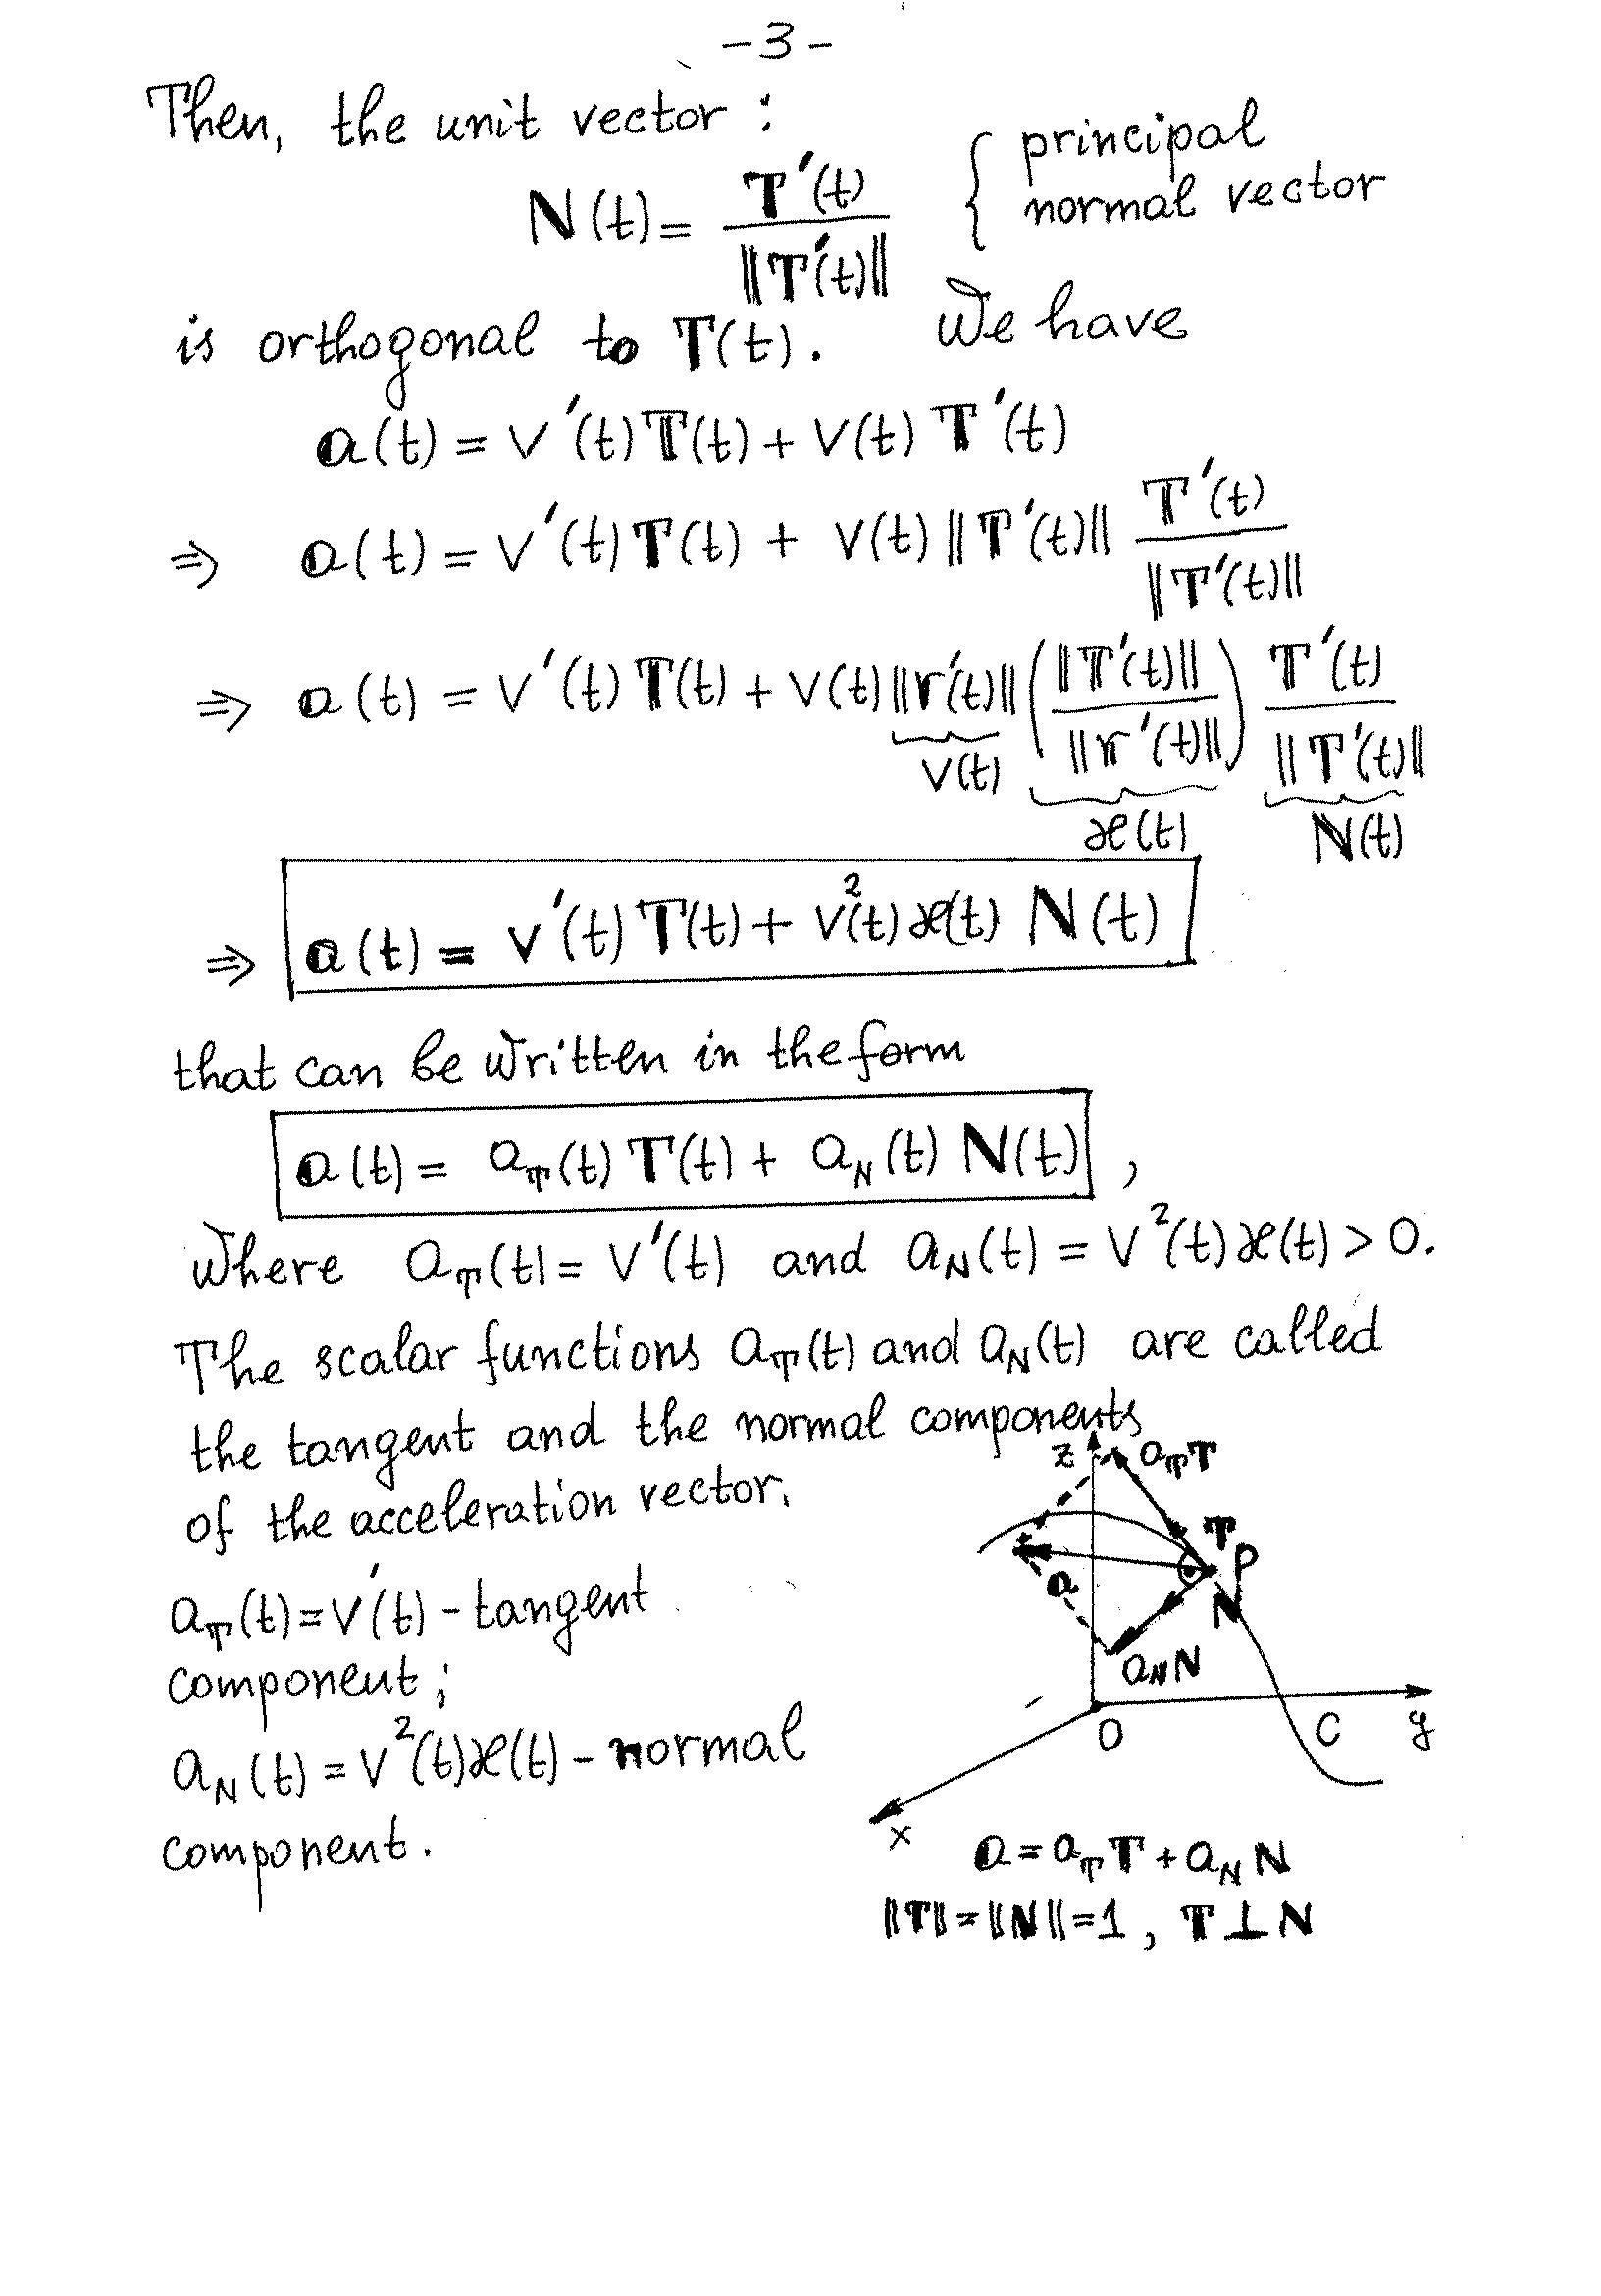 -3-
Then, the unit vector :
N(t) = T'(t) / ||T'(t)|| { principal normal vector
is orthogonal to T(t). We have
a(t) = v'(t) T(t) + v(t) T'(t)
⇒ a(t) = v'(t) T(t) + v(t) ||T'(t)|| T'(t) / ||T'(t)||
⇒ a(t) = v'(t) T(t) + v(t) ||r'(t)|| ( ||T'(t)|| / ||r'(t)|| ) T'(t) / ||T'(t)||
v(t) æ(t) N(t)
⇒ a(t) = v'(t) T(t) + v²(t) æ(t) N(t)
that can be written in the form
a(t) = a_T(t) T(t) + a_N(t) N(t) ,
where a_T(t) = v'(t) and a_N(t) = v²(t) æ(t) > 0.
The scalar functions a_T(t) and a_N(t) are called
the tangent and the normal components
of the acceleration vector.
a_T(t) = v'(t) - tangent
component ;
a_N(t) = v²(t) æ(t) - normal
component.
z
a_T T
T
P
a
N
a_N N
O
C
y
x
a = a_T T + a_N N
||T|| = ||N|| = 1 , T ⊥ N